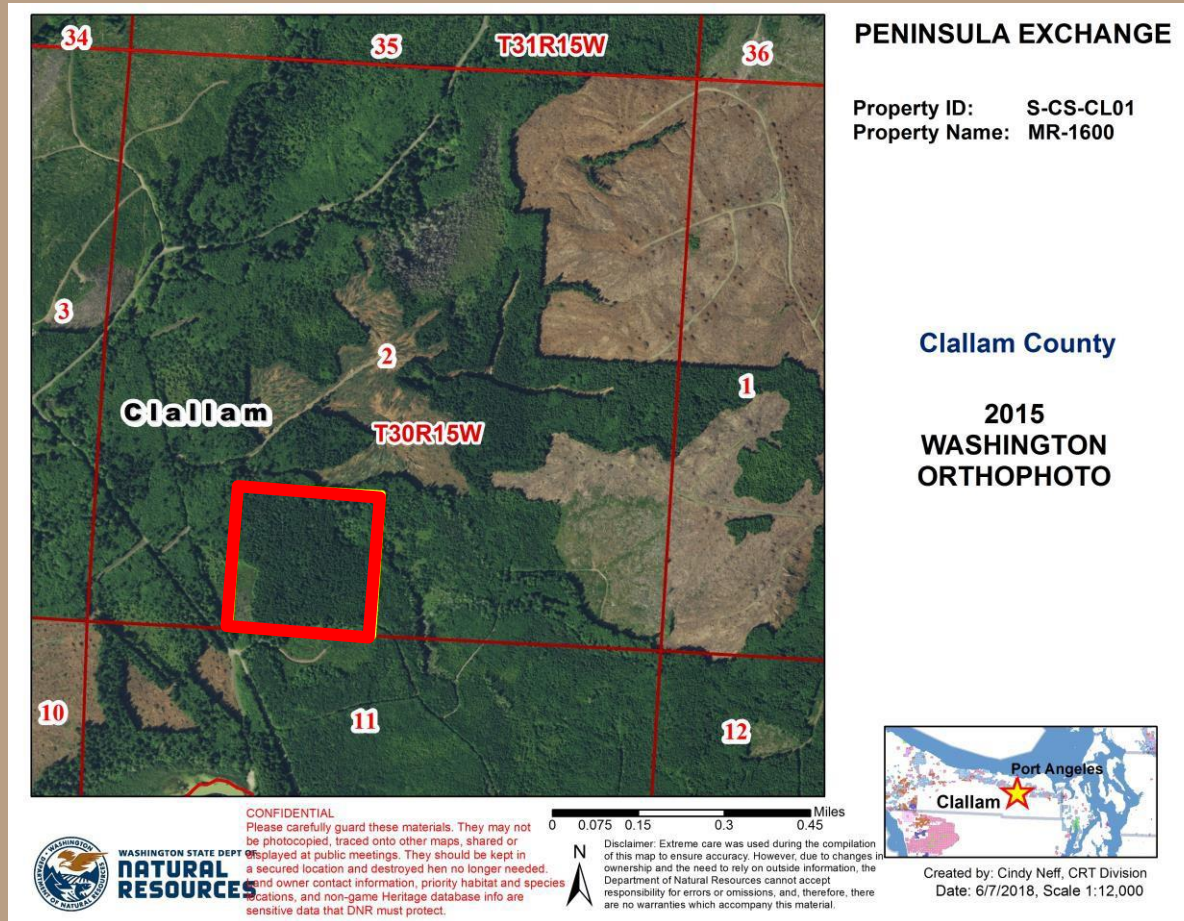 34
35
T31R15W
36
3
2
1
Clallam
T30R15W
10
11
12
PENINSULA EXCHANGE
Property ID: S-CS-CL01
Property Name: MR-1600
Clallam County
2015
WASHINGTON
ORTHOPHOTO
Port Angeles
Clallam
Created by: Cindy Neff, CRT Division
Date: 6/7/2018, Scale 1:12,000
WASHINGTON STATE DEPT OF
NATURAL
RESOURCES
WASHINGTON
DEPARTMENT OF NATURAL RESOURCES
CONFIDENTIAL
Please carefully guard these materials. They may not
be photocopied, traced onto other maps, shared or
displayed at public meetings. They should be kept in
a secured location and destroyed hen no longer needed.
and owner contact information, priority habitat and species
locations, and non-game Heritage database info are
sensitive data that DNR must protect.
Miles
0 0.075 0.15 0.3 0.45
N
Disclaimer: Extreme care was used during the compilation
of this map to ensure accuracy. However, due to changes in
ownership and the need to rely on outside information, the
Department of Natural Resources cannot accept
responsibility for errors or omissions, and, therefore, there
are no warranties which accompany this material.